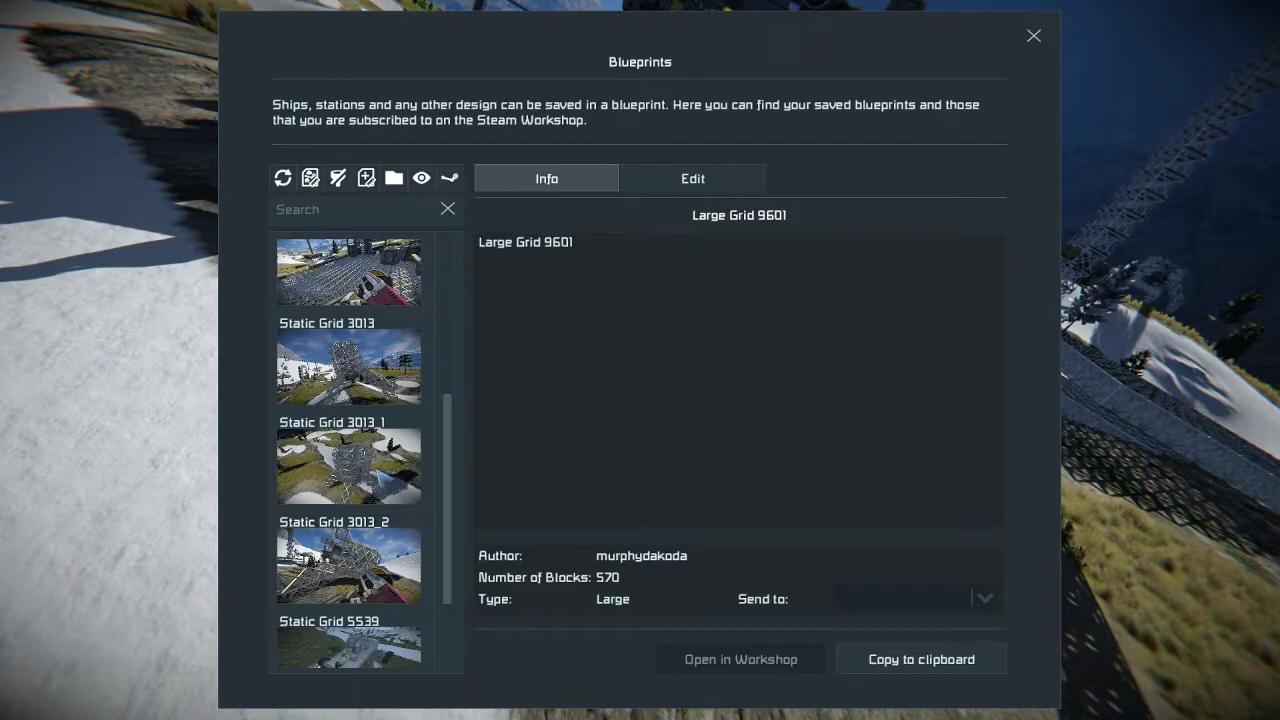 Blueprints
Ships, stations and any other design can be saved in a blueprint. Here you can find your saved blueprints and those
that you are subscribed to on the Steam Workshop.
Info
Edit
Search
Large Grid 9601
Large Grid 9601
Static Grid 3013
Static Grid 3013_1
Static Grid 3013_2
Static Grid 5539
Author: murphydakoda
Number of Blocks: 570
Type: Large
Send to:
Open in Workshop
Copy to clipboard